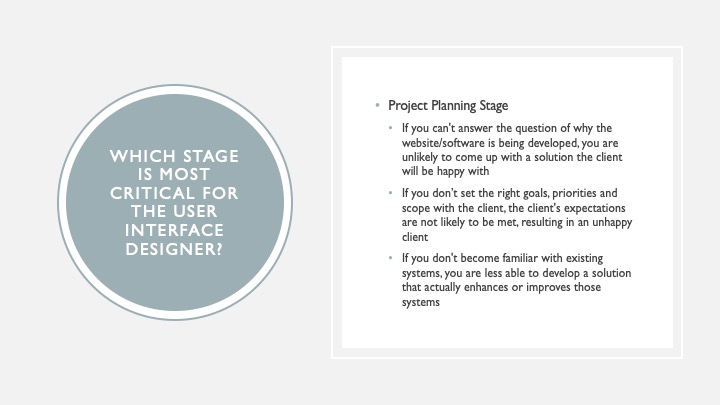 WHICH STAGE
IS MOST
CRITICAL FOR
THE USER
INTERFACE
DESIGNER?
• Project Planning Stage
• If you can't answer the question of why the
website/software is being developed, you are
unlikely to come up with a solution the client
will be happy with
• If you don't set the right goals, priorities and
scope with the client, the client's expectations
are not likely to be met, resulting in an unhappy
client
• If you don't become familiar with existing
systems, you are less able to develop a solution
that actually enhances or improves those
systems